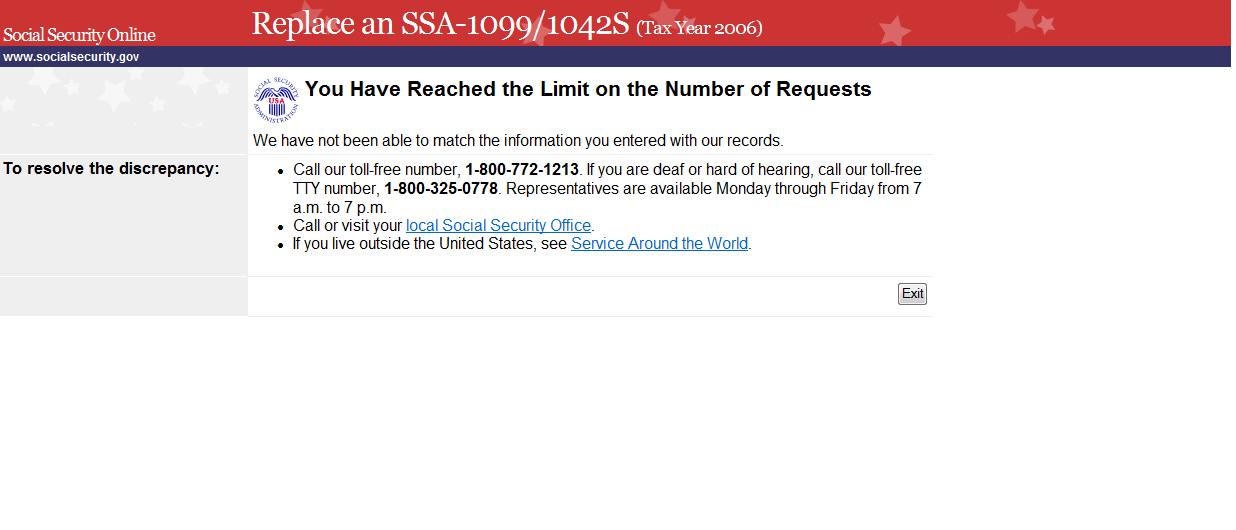 Social Security Online
Replace an SSA-1099/1042S (Tax Year 2006)
www.socialsecurity.gov
SOCIAL SECURITY ADMINISTRATION
USA
You Have Reached the Limit on the Number of Requests
We have not been able to match the information you entered with our records.
To resolve the discrepancy:
• Call our toll-free number, 1-800-772-1213. If you are deaf or hard of hearing, call our toll-free
TTY number, 1-800-325-0778. Representatives are available Monday through Friday from 7
a.m. to 7 p.m.
• Call or visit your local Social Security Office.
• If you live outside the United States, see Service Around the World.
Exit